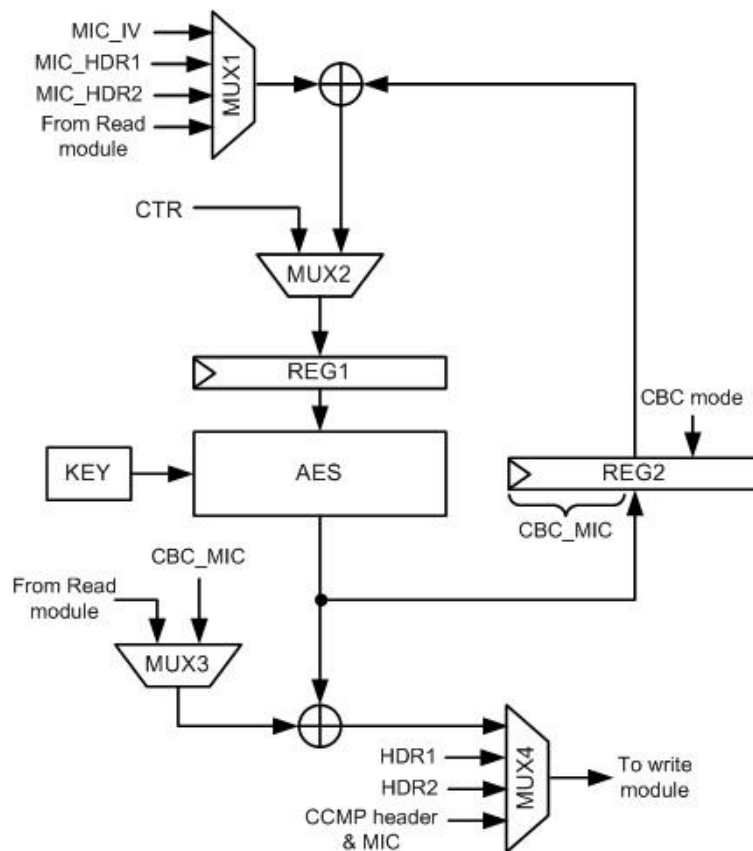 MIC_IV
MIC_HDR1
MIC_HDR2
From Read
module
MUX1
CTR
MUX2
REG1
CBC mode
KEY
AES
REG2
CBC_MIC
CBC_MIC
From Read
module
MUX3
HDR1
HDR2
CCMP header
& MIC
MUX4
To write
module